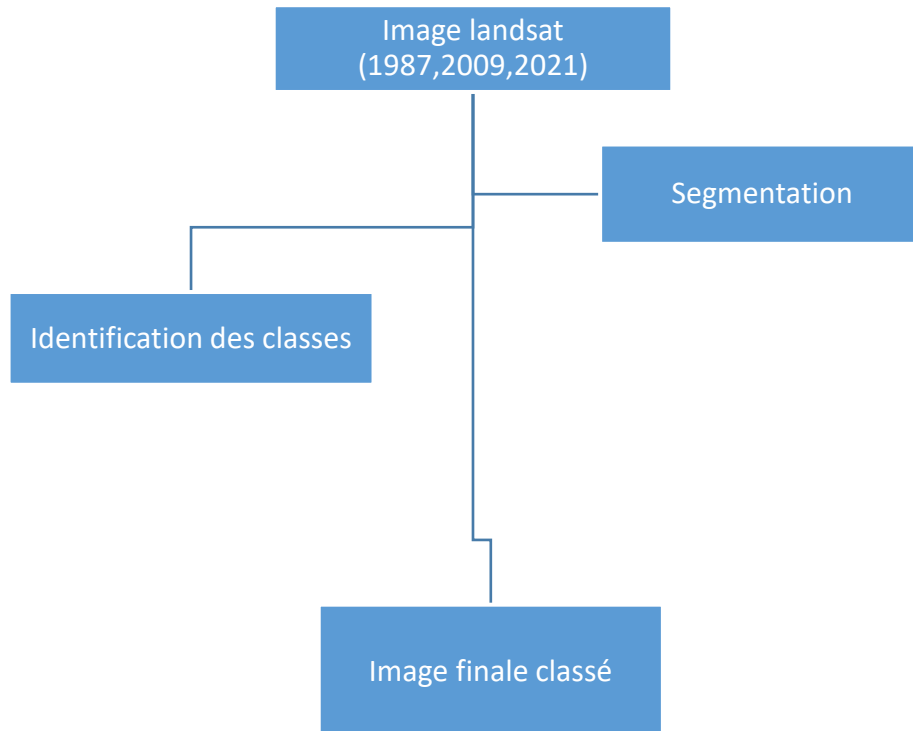 Image landsat
(1987,2009,2021)
Segmentation
Identification des classes
Image finale classé